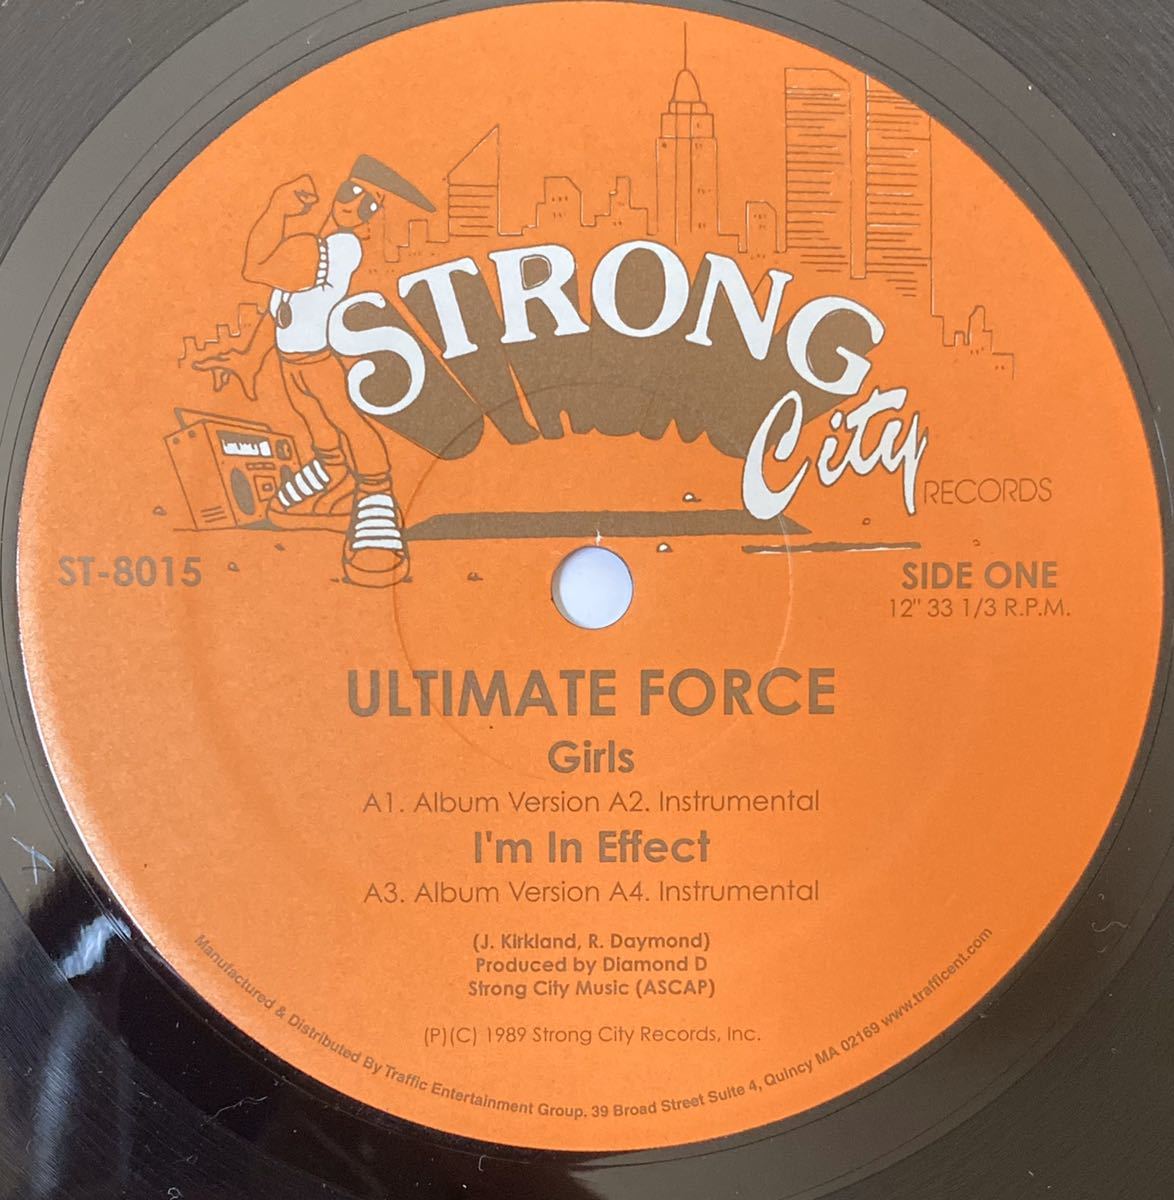 STRONG
City
RECORDS
ST-8015
SIDE ONE
12" 33 1/3 R.P.M.
ULTIMATE FORCE
Girls
A1. Album Version A2. Instrumental
I'm In Effect
A3. Album Version A4. Instrumental
(J. Kirkland, R. Daymond)
Produced by Diamond D
Strong City Music (ASCAP)
(P)(C) 1989 Strong City Records, Inc.
Manufactured & Distributed By Traffic Entertainment Group. 39 Broad Street Suite 4, Quincy MA 02169 www.trafficent.com